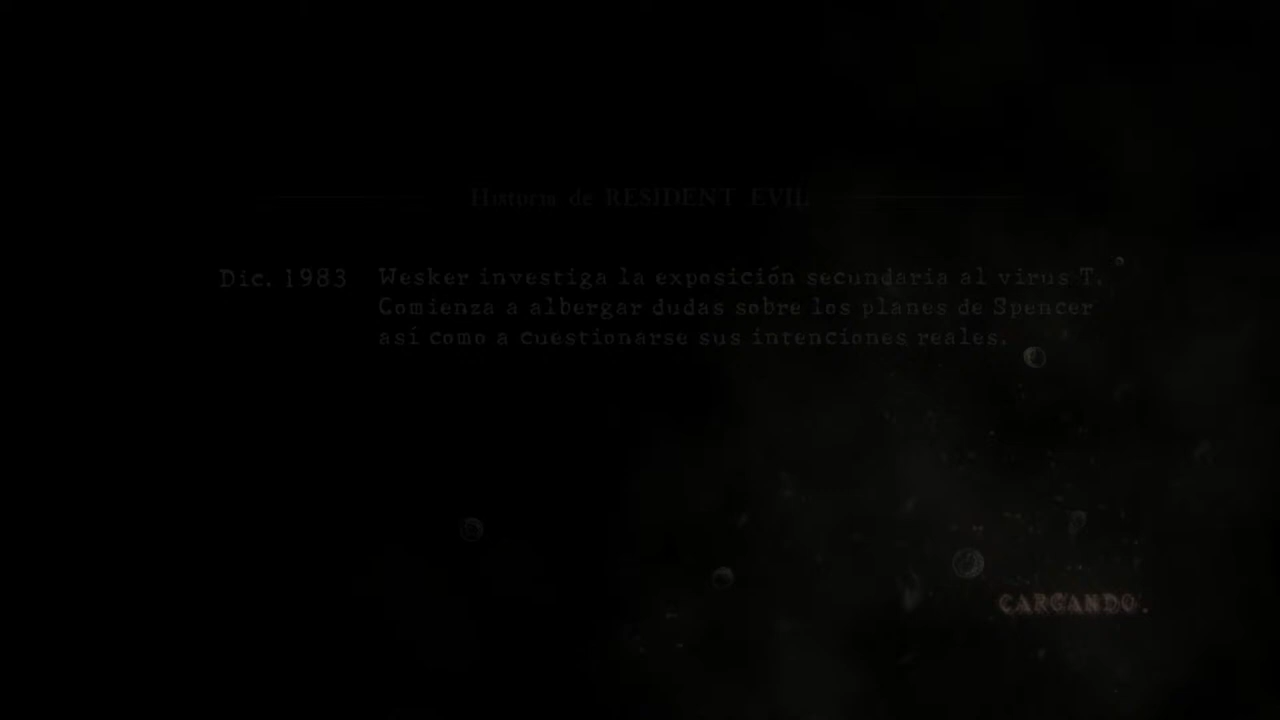 Historia de RESIDENT EVIL
Dic. 1983 Wesker investiga la exposición secundaria al virus T.
Comienza a albergar dudas sobre los planes de Spencer
así como a cuestionarse sus intenciones reales.
CARGANDO.